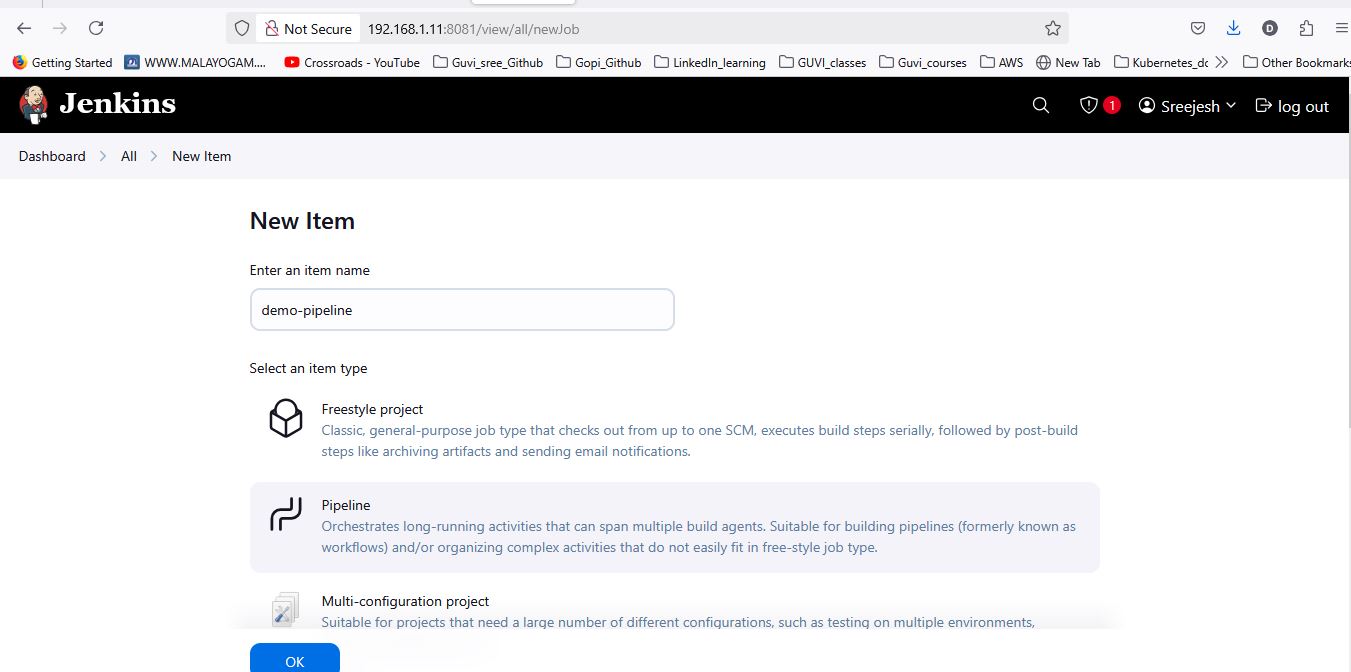 Not Secure 192.168.1.11:8081/view/all/newJob
Getting Started WWW.MALAYOGAM.... Crossroads - YouTube Guvi_sree_Github Gopi_Github LinkedIn_learning GUVI_classes Guvi_courses AWS New Tab Kubernetes_dc Other Bookmarks
Jenkins 1 Sreejesh log out
Dashboard All New Item
New Item
Enter an item name
demo-pipeline
Select an item type
Freestyle project
Classic, general-purpose job type that checks out from up to one SCM, executes build steps serially, followed by post-build
steps like archiving artifacts and sending email notifications.
Pipeline
Orchestrates long-running activities that can span multiple build agents. Suitable for building pipelines (formerly known as
workflows) and/or organizing complex activities that do not easily fit in free-style job type.
Multi-configuration project
Suitable for projects that need a large number of different configurations, such as testing on multiple environments,
OK